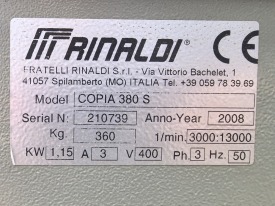 RINALDI® CE
FRATELLI RINALDI S.r.l. - Via Vittorio Bachelet, 1
41057 Spilamberto (MO) ITALIA Tel. +39 059 78 39 69
Model COPIA 380 S
Serial N: 210739 Anno-Year 2008
Kg. 360 1/min. 3000:13000
KW 1,15 A 3 V 400 Ph. 3 Hz. 50